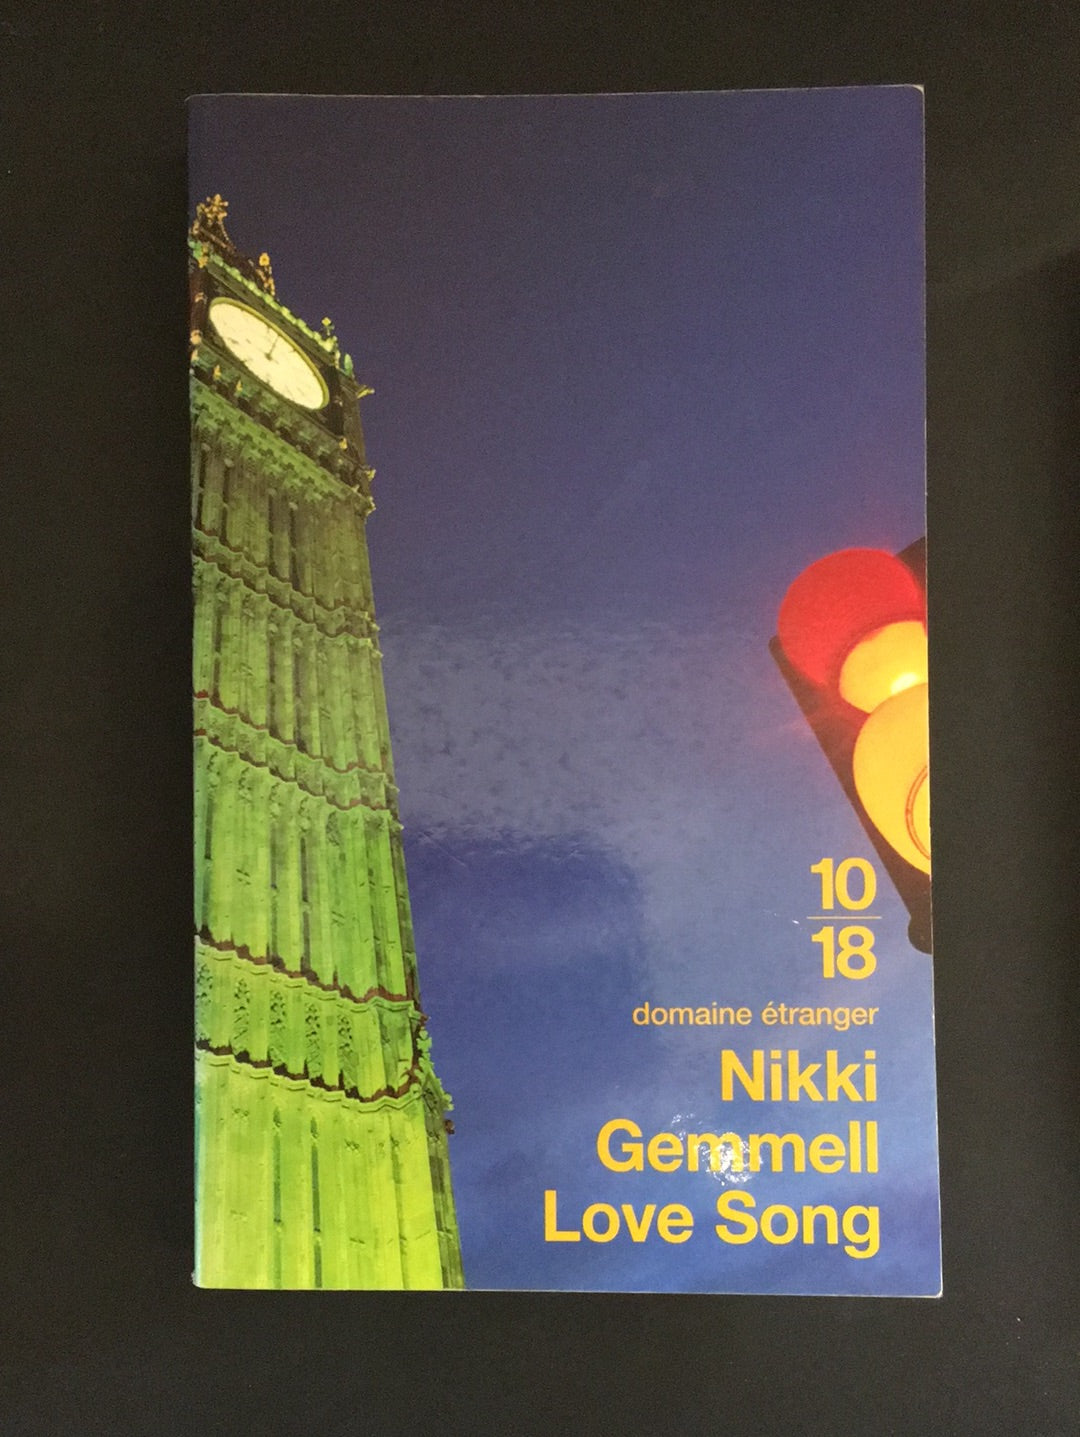 10
18
domaine étranger
Nikki
Gemmell
Love Song